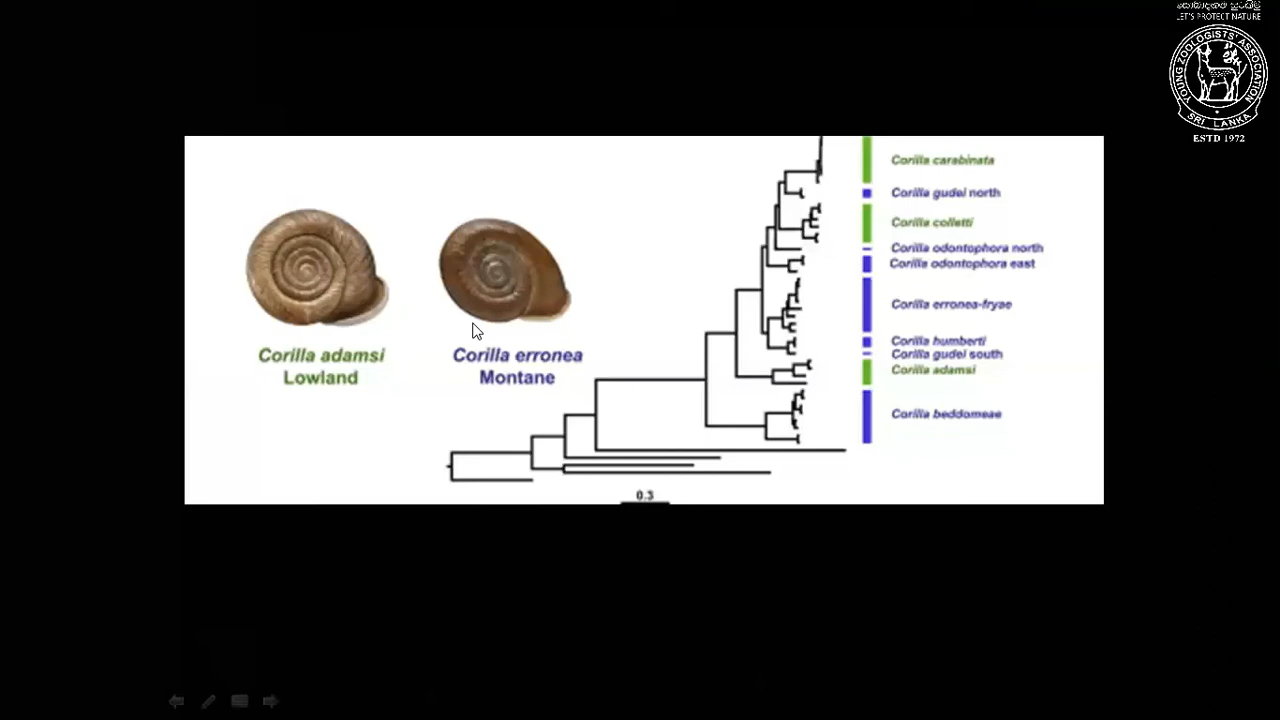 LET'S PROTECT NATURE
YOUNG ZOOLOGISTS' ASSOCIATION
SRI LANKA
ESTD 1972
Corilla carabinata
Corilla gudei north
Corilla colletti
Corilla odontophora north
Corilla odontophora east
Corilla erronea-fryae
Corilla humberti
Corilla gudei south
Corilla adamsi
Corilla beddomeae
Corilla adamsi
Lowland
Corilla erronea
Montane
0.3